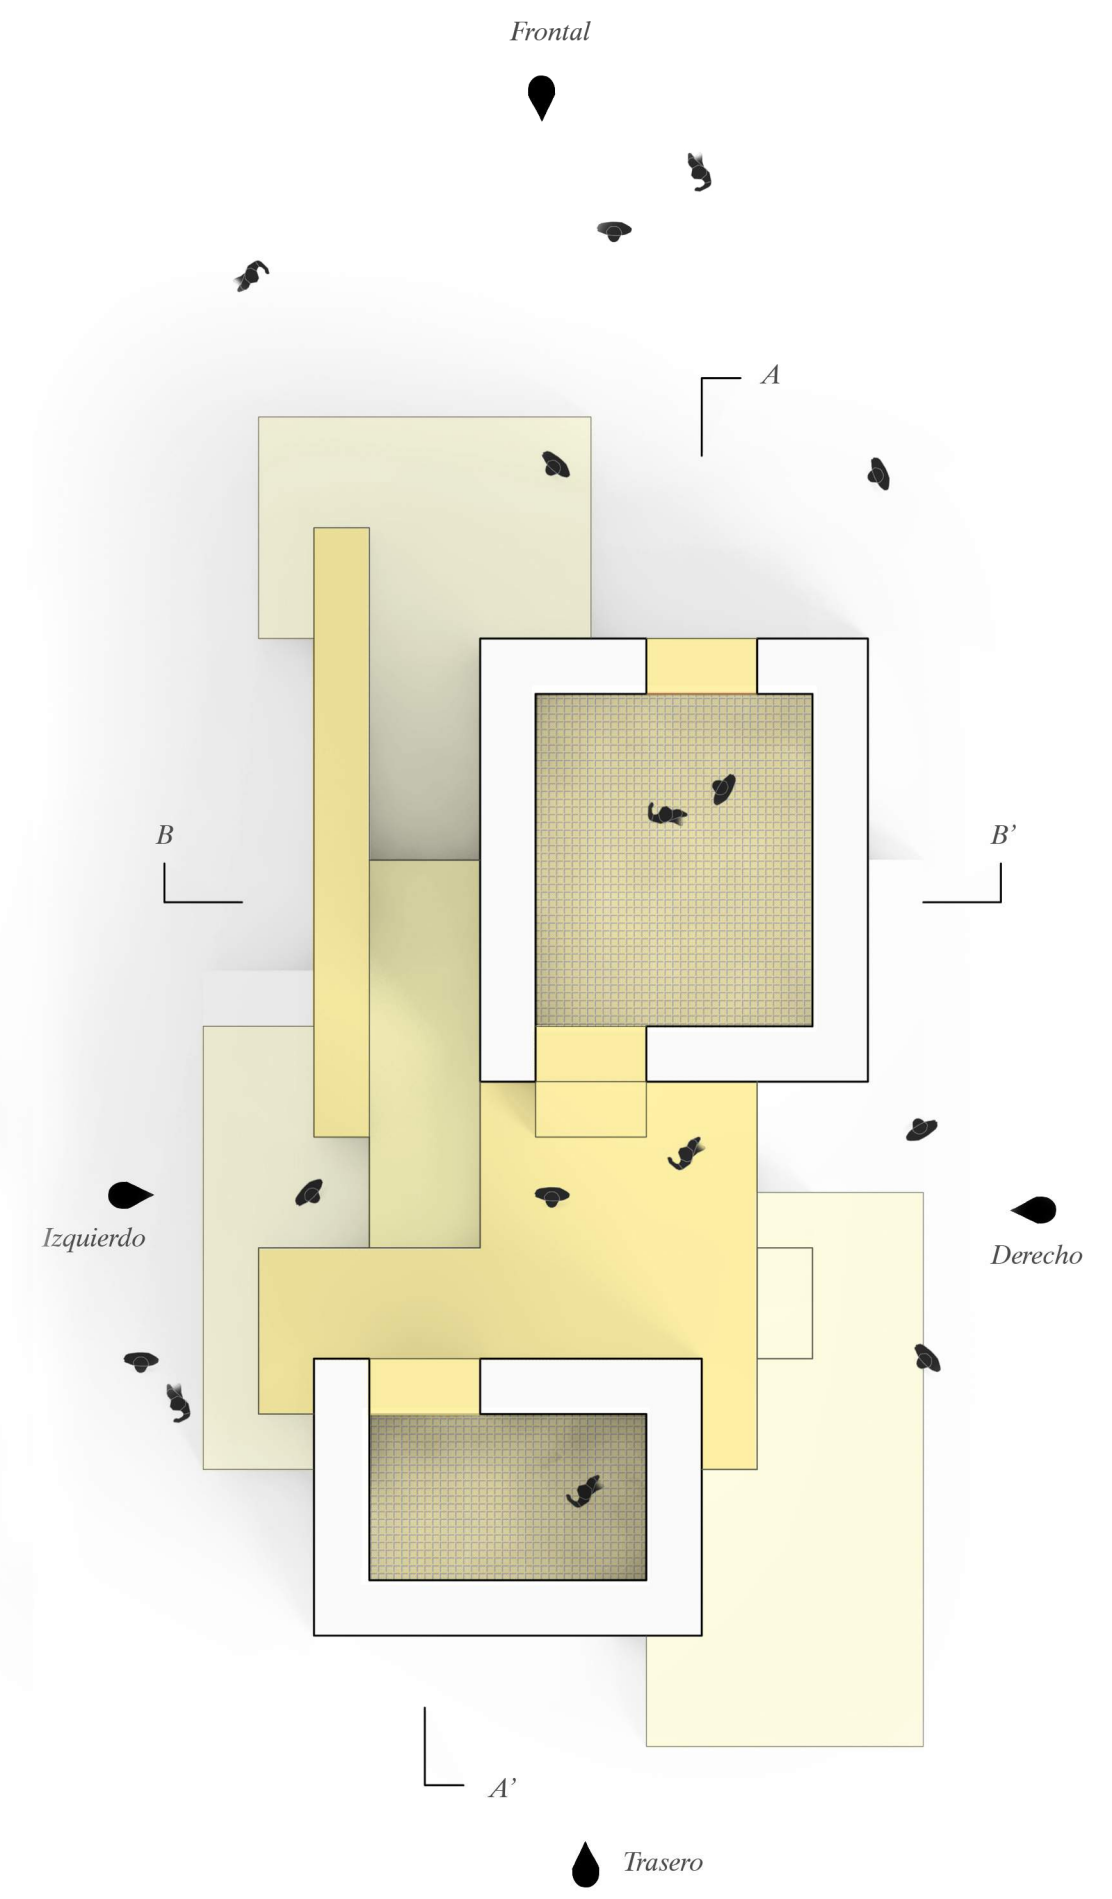 Frontal
A
B
B’
Izquierdo
Derecho
A’
Trasero